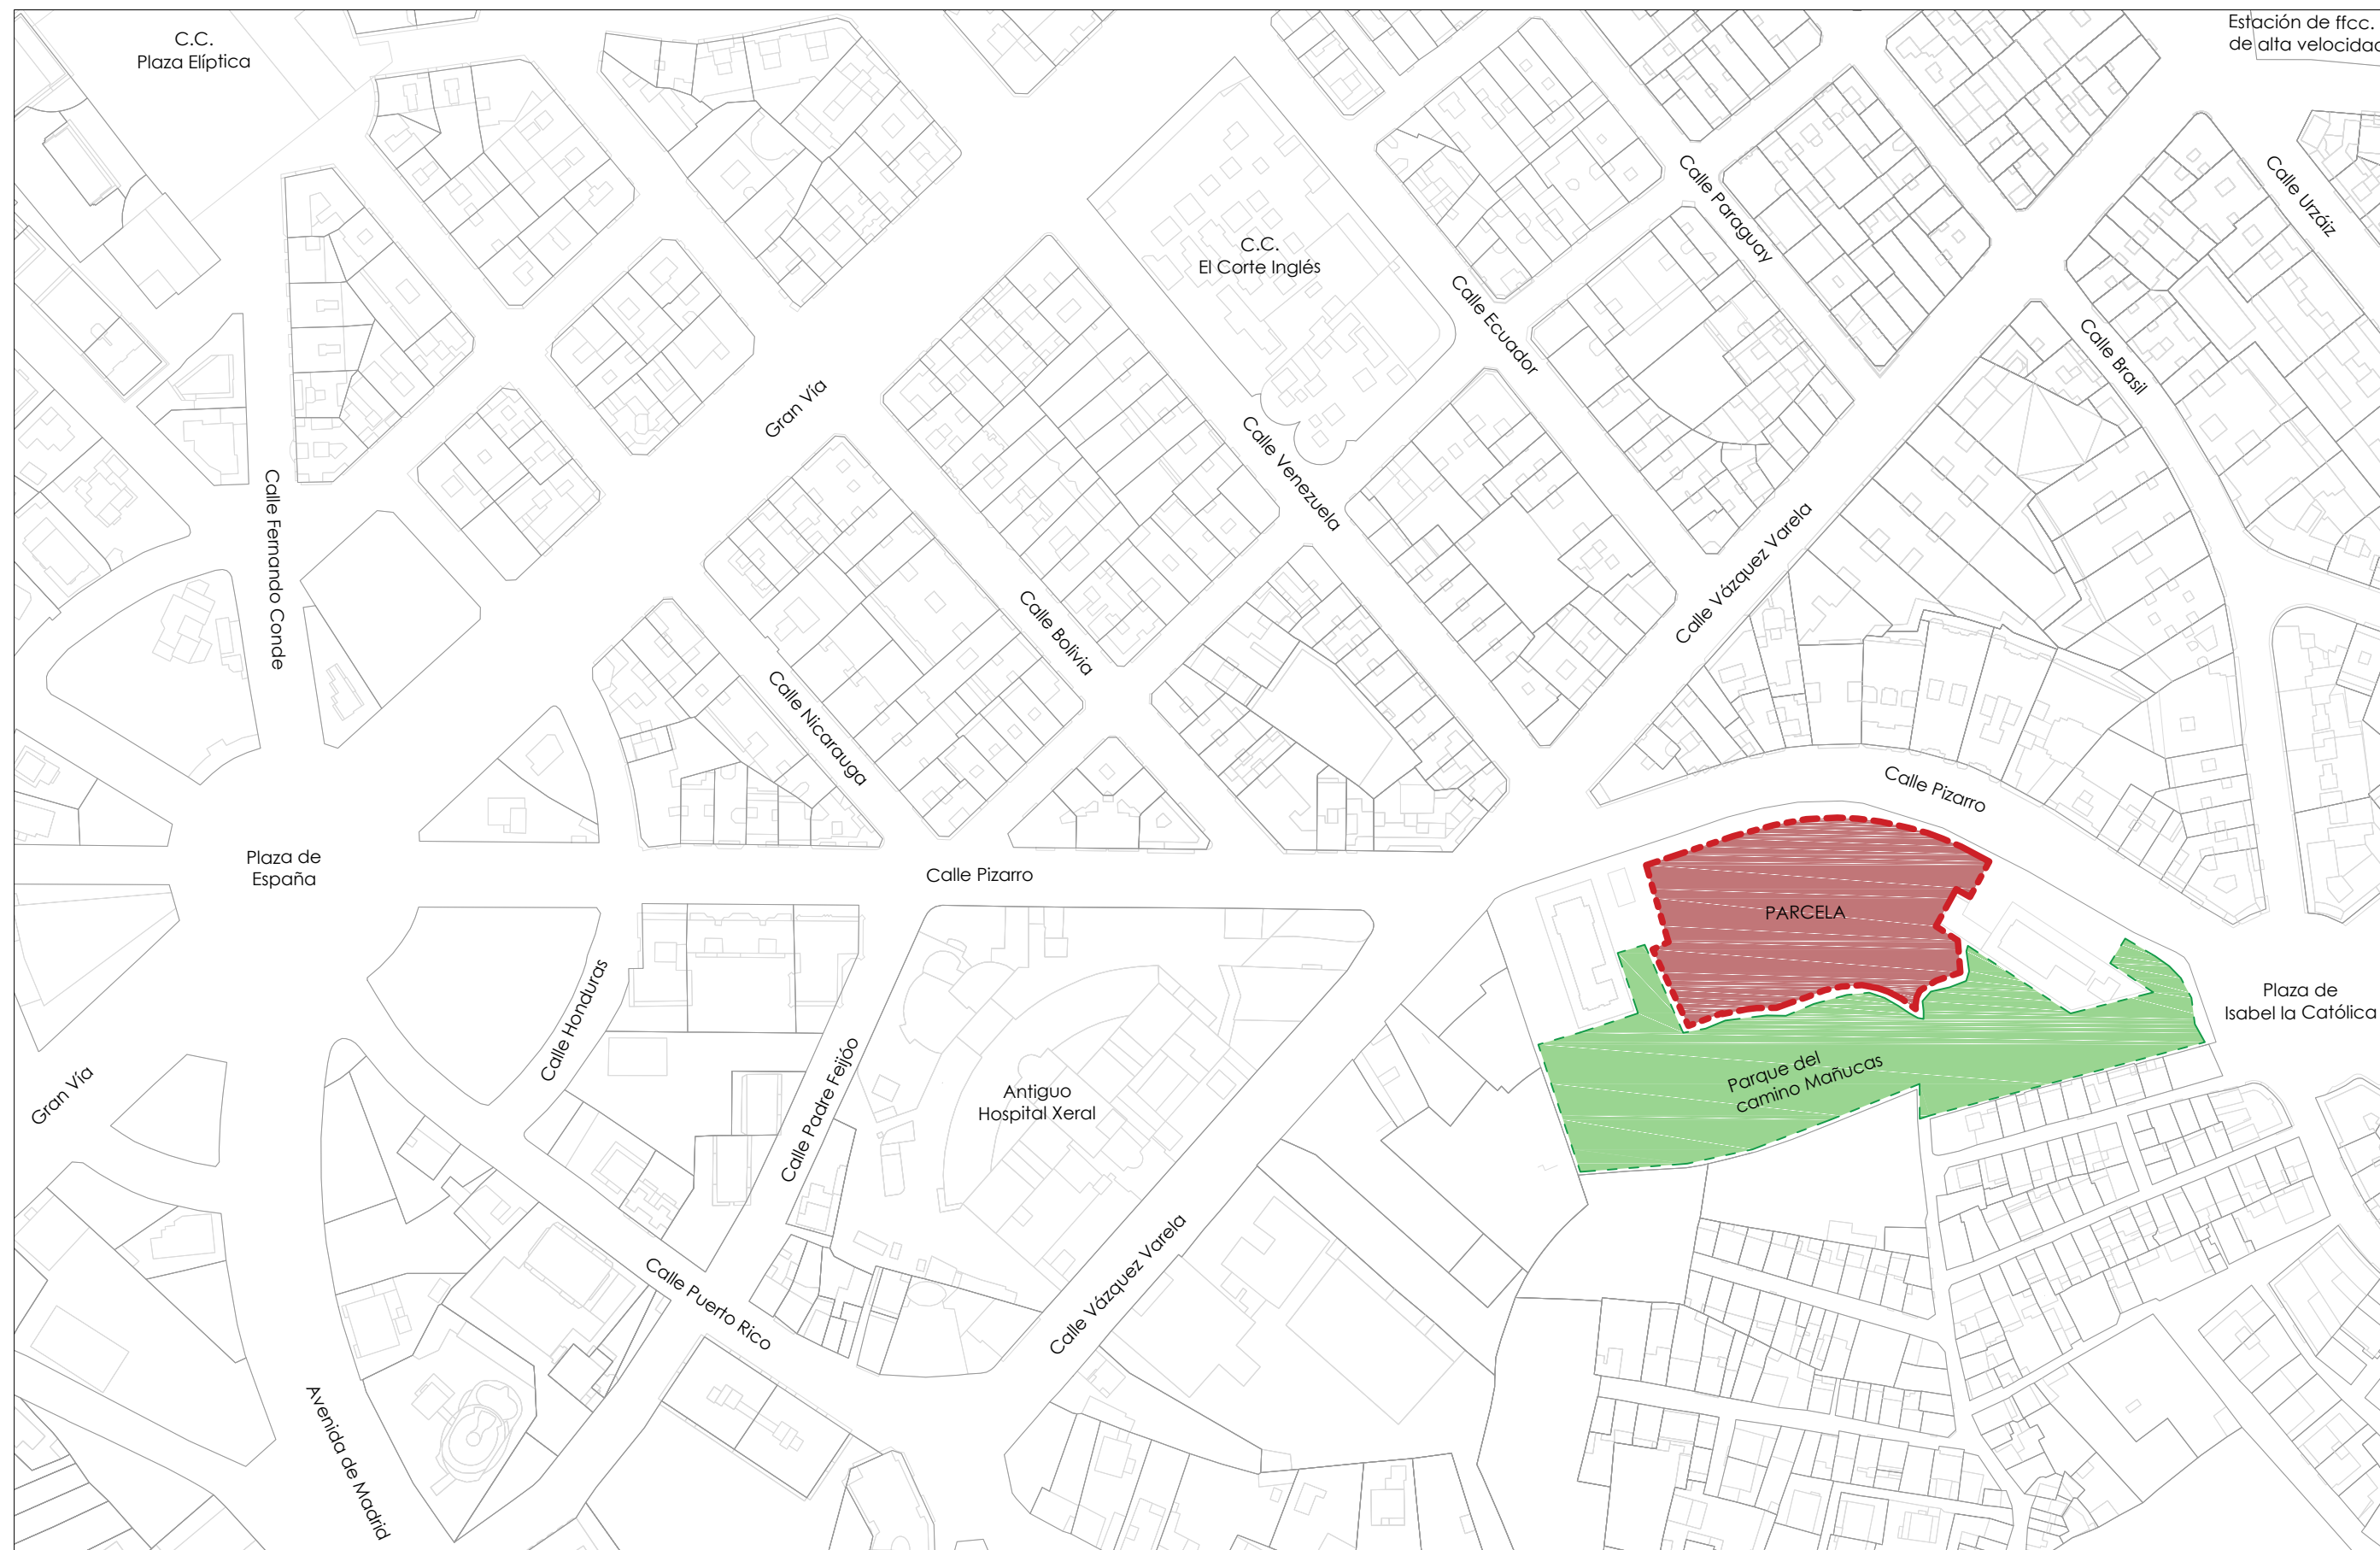 C.C.
Plaza Elíptica
Estación de ffcc.
de alta velocidad
Calle Paraguay
Calle Urzáiz
C.C.
El Corte Inglés
Calle Ecuador
Calle Brasil
Gran Vía
Calle Venezuela
Calle Fernando Conde
Calle Vázquez Varela
Calle Bolivia
Calle Nicarauga
Calle Pizarro
Plaza de
España
Calle Pizarro
PARCELA
Plaza de
Isabel la Católica
Calle Honduras
Calle Padre Feijóo
Antiguo
Hospital Xeral
Parque del
camino Mañucas
Gran Vía
Calle Vázquez Varela
Calle Puerto Rico
Avenida de Madrid